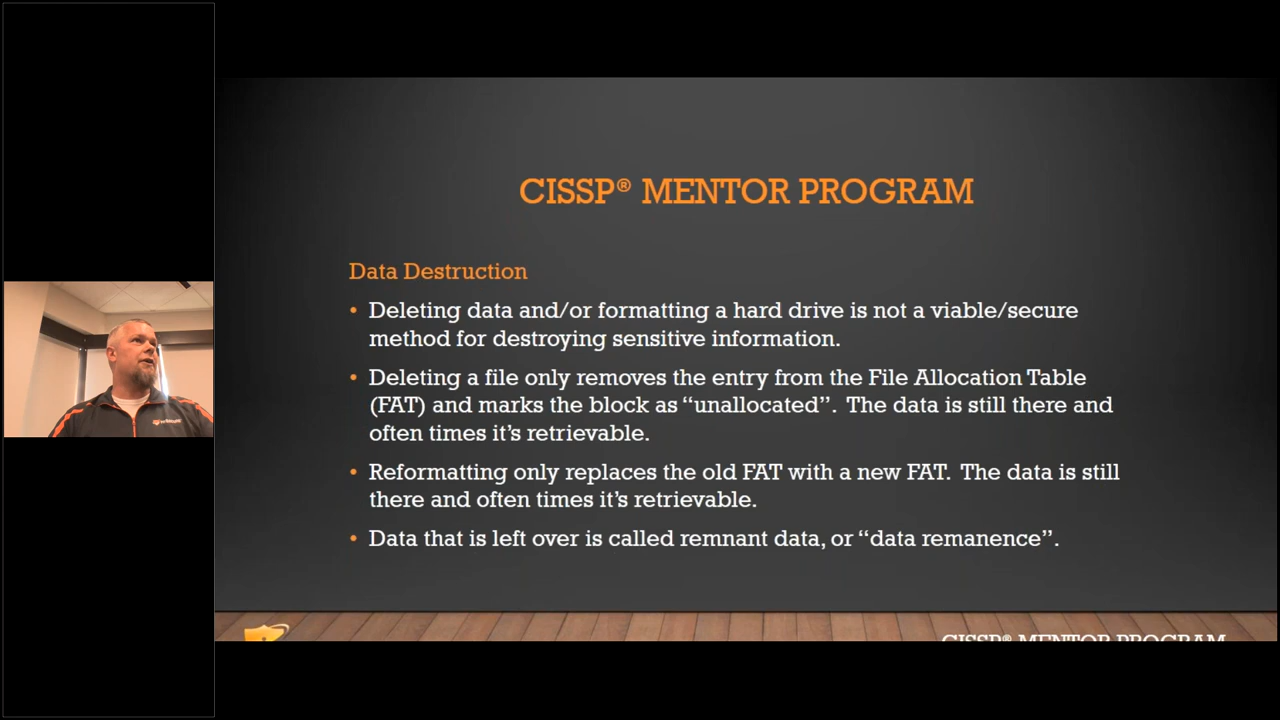 CISSP® MENTOR PROGRAM
Data Destruction
• Deleting data and/or formatting a hard drive is not a viable/secure
method for destroying sensitive information.
• Deleting a file only removes the entry from the File Allocation Table
(FAT) and marks the block as “unallocated”. The data is still there and
often times it’s retrievable.
• Reformatting only replaces the old FAT with a new FAT. The data is still
there and often times it’s retrievable.
• Data that is left over is called remnant data, or “data remanence”.
CISSP® MENTOR PROGRAM